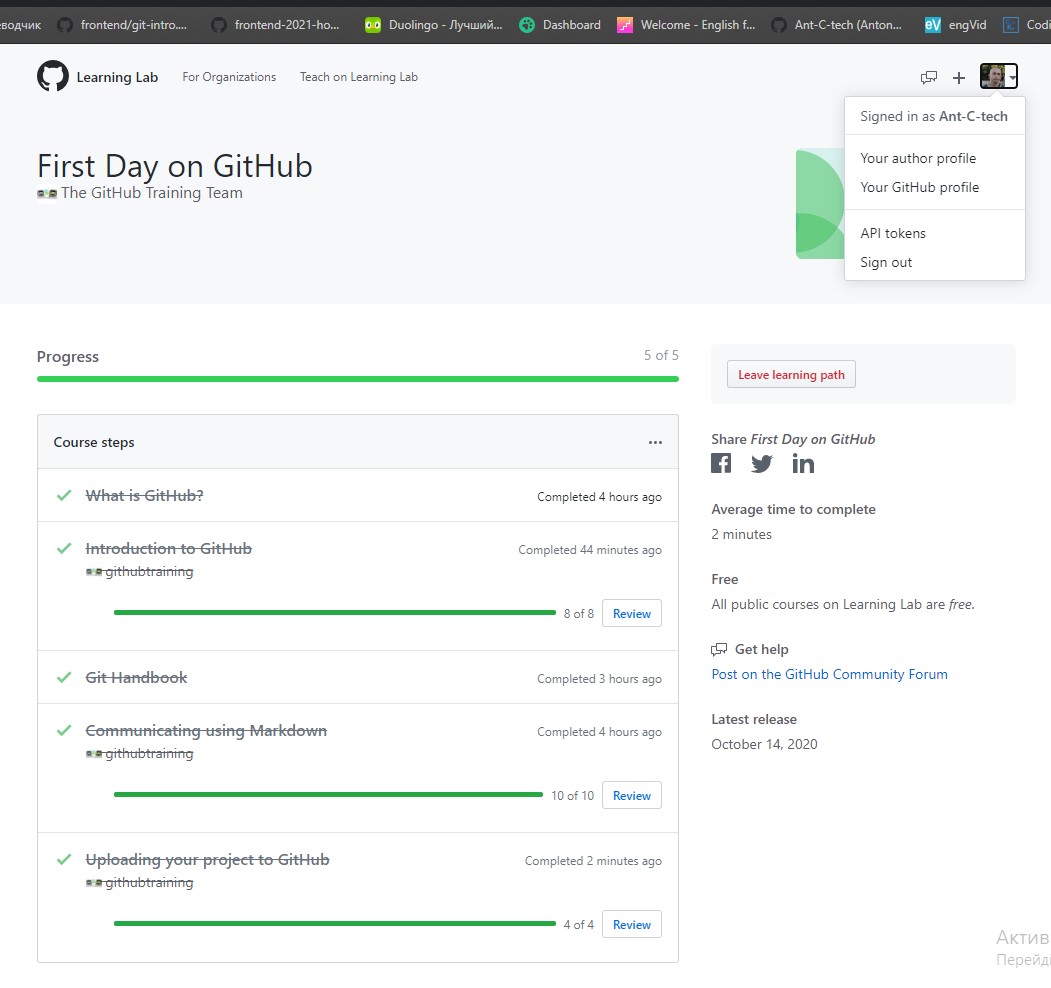 еводчик frontend/git-intro.... frontend-2021-ho... Duolingo - Лучший... Dashboard Welcome - English f... Ant-C-tech (Anton... eV engVid Codi
Learning Lab For Organizations Teach on Learning Lab
Signed in as Ant-C-tech
Your author profile
Your GitHub profile
API tokens
Sign out
First Day on GitHub
The GitHub Training Team
Progress 5 of 5
Course steps
What is GitHub? Completed 4 hours ago
Introduction to GitHub Completed 44 minutes ago
githubtraining
8 of 8 Review
Git Handbook Completed 3 hours ago
Communicating using Markdown Completed 4 hours ago
githubtraining
10 of 10 Review
Uploading your project to GitHub Completed 2 minutes ago
githubtraining
4 of 4 Review
Leave learning path
Share First Day on GitHub
Average time to complete
2 minutes
Free
All public courses on Learning Lab are free.
Get help
Post on the GitHub Community Forum
Latest release
October 14, 2020
Актив
Перейді